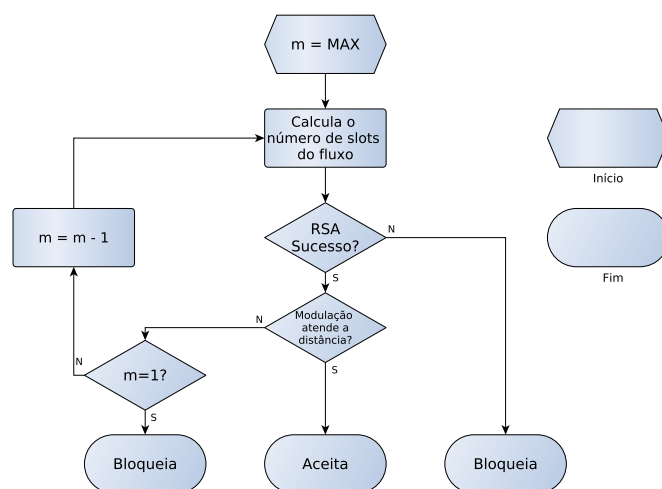 m = MAX
Calcula o
número de slots
do fluxo
Início
m = m - 1
RSA
Sucesso?
N
Fim
S
N
Modulação
atende a
distância?
N
m=1?
S
S
Bloqueia
Aceita
Bloqueia